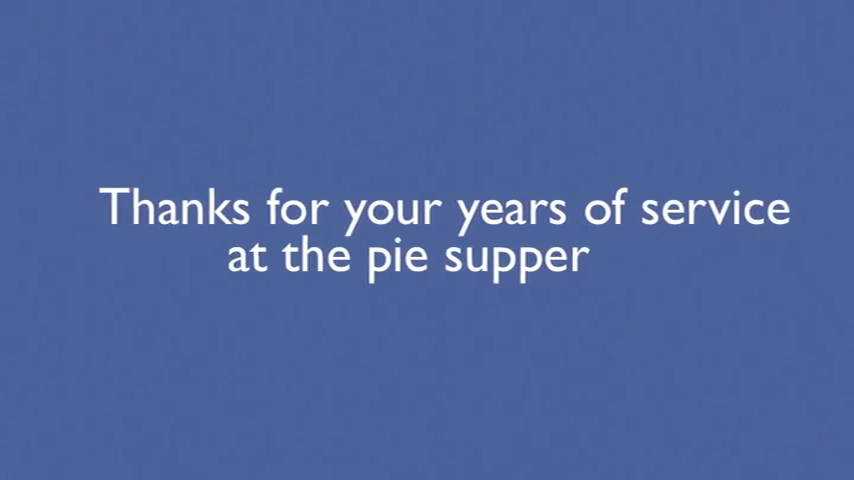 Thanks for your years of service
at the pie supper